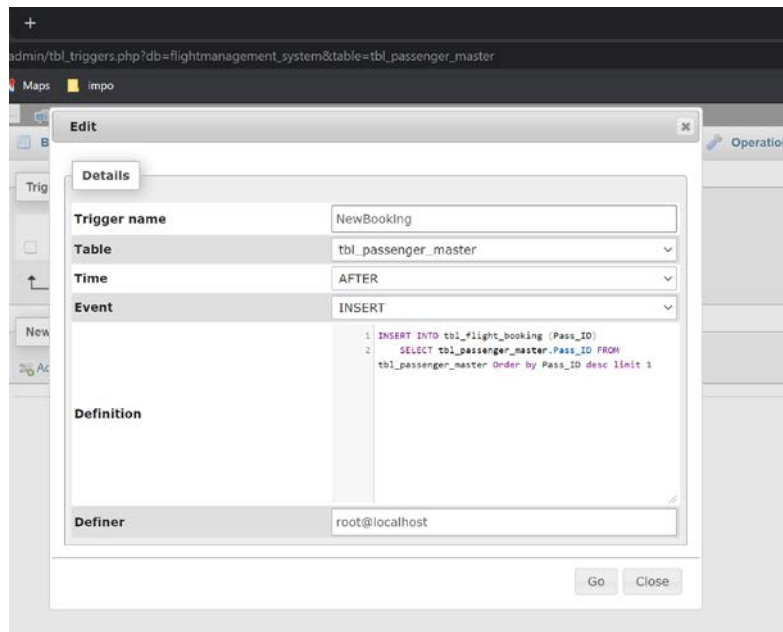 +
admin/tbl_triggers.php?db=flightmanagement_system&table=tbl_passenger_master
Maps impo
Edit
B
Operatio
Details
Trig
Trigger name NewBooking
Table tbl_passenger_master
Time AFTER
Event INSERT
New
Ad
Definition
1 INSERT INTO tbl_flight_booking (Pass_ID)
2 SELECT tbl_passenger_master.Pass_ID FROM
tbl_passenger_master Order by Pass_ID desc limit 1
Definer root@localhost
Go Close